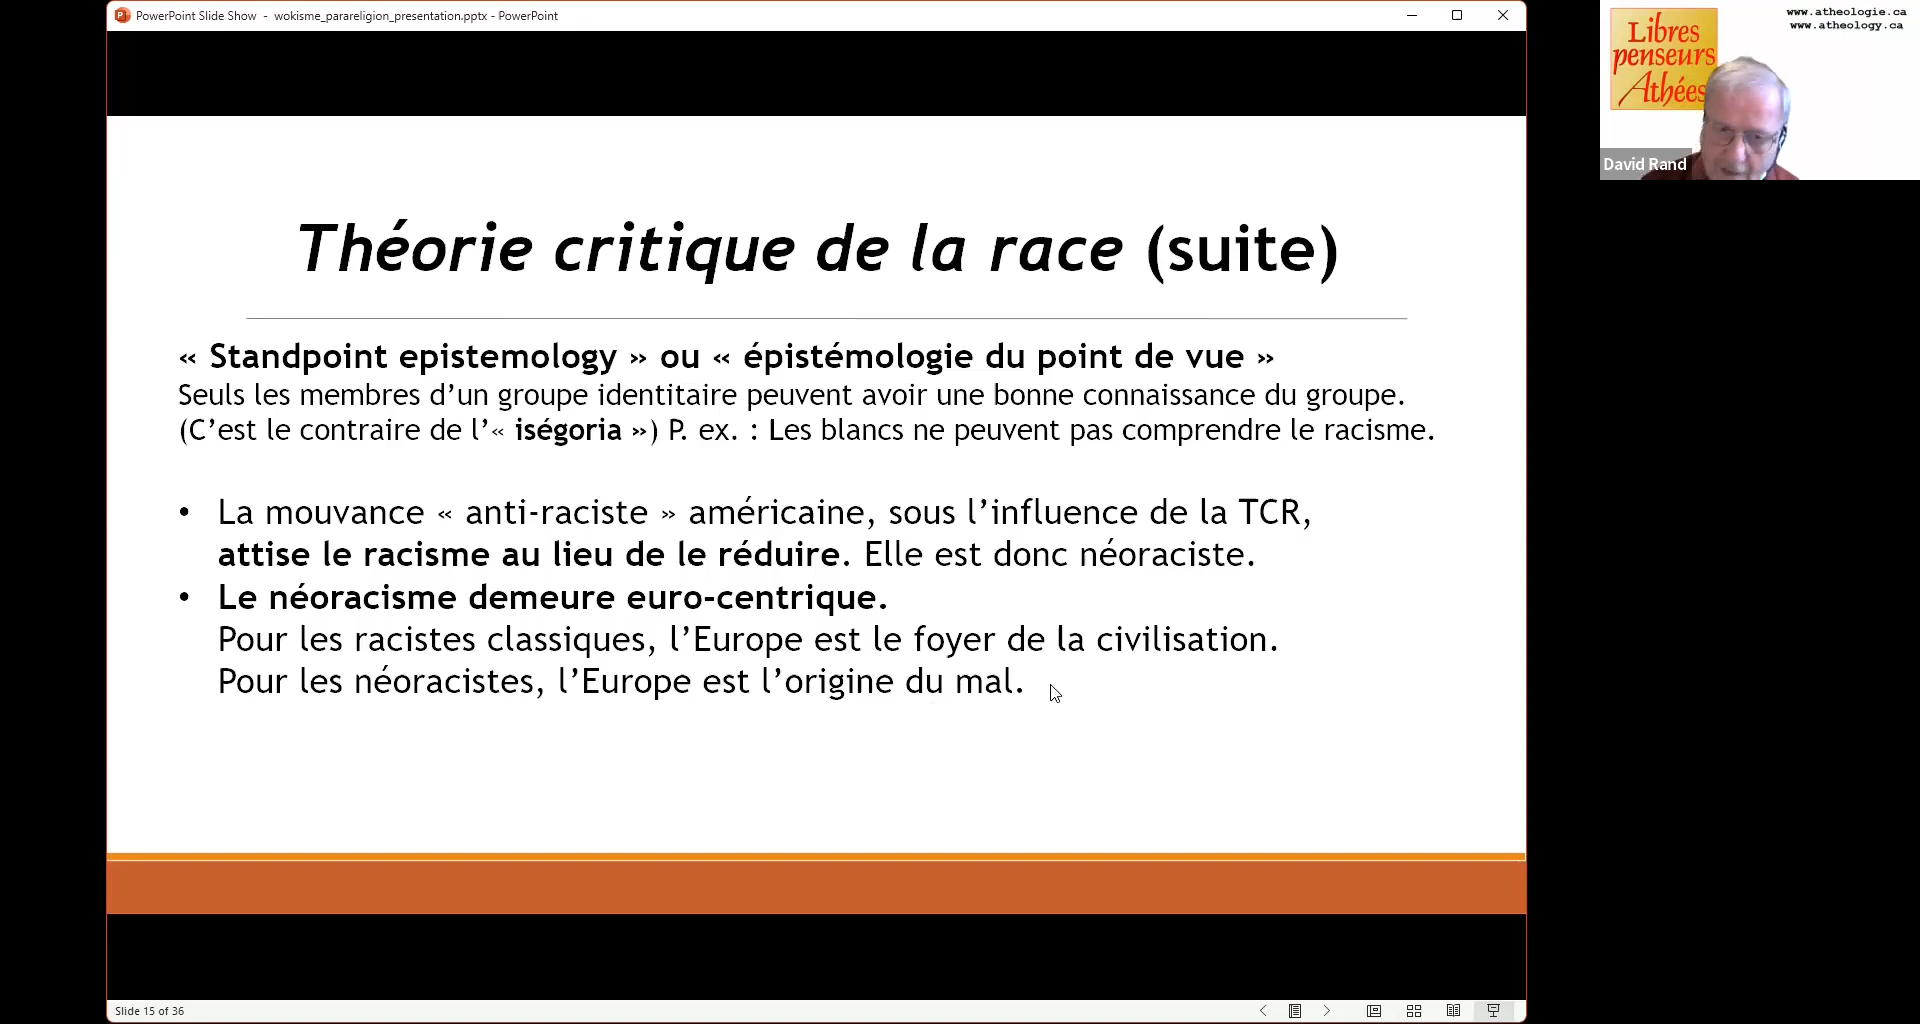 PowerPoint Slide Show - wokisme_parareligion_presentation.pptx - PowerPoint
Théorie critique de la race (suite)
« Standpoint epistemology » ou « épistémologie du point de vue »
Seuls les membres d’un groupe identitaire peuvent avoir une bonne connaissance du groupe.
(C’est le contraire de l’« iségoria ») P. ex. : Les blancs ne peuvent pas comprendre le racisme.
• La mouvance « anti-raciste » américaine, sous l’influence de la TCR,
attise le racisme au lieu de le réduire. Elle est donc néoraciste.
• Le néoracisme demeure euro-centrique.
Pour les racistes classiques, l’Europe est le foyer de la civilisation.
Pour les néoracistes, l’Europe est l’origine du mal.
Slide 15 of 36
Libres
penseurs
Athées
www.atheologie.ca
www.atheology.ca
David Rand